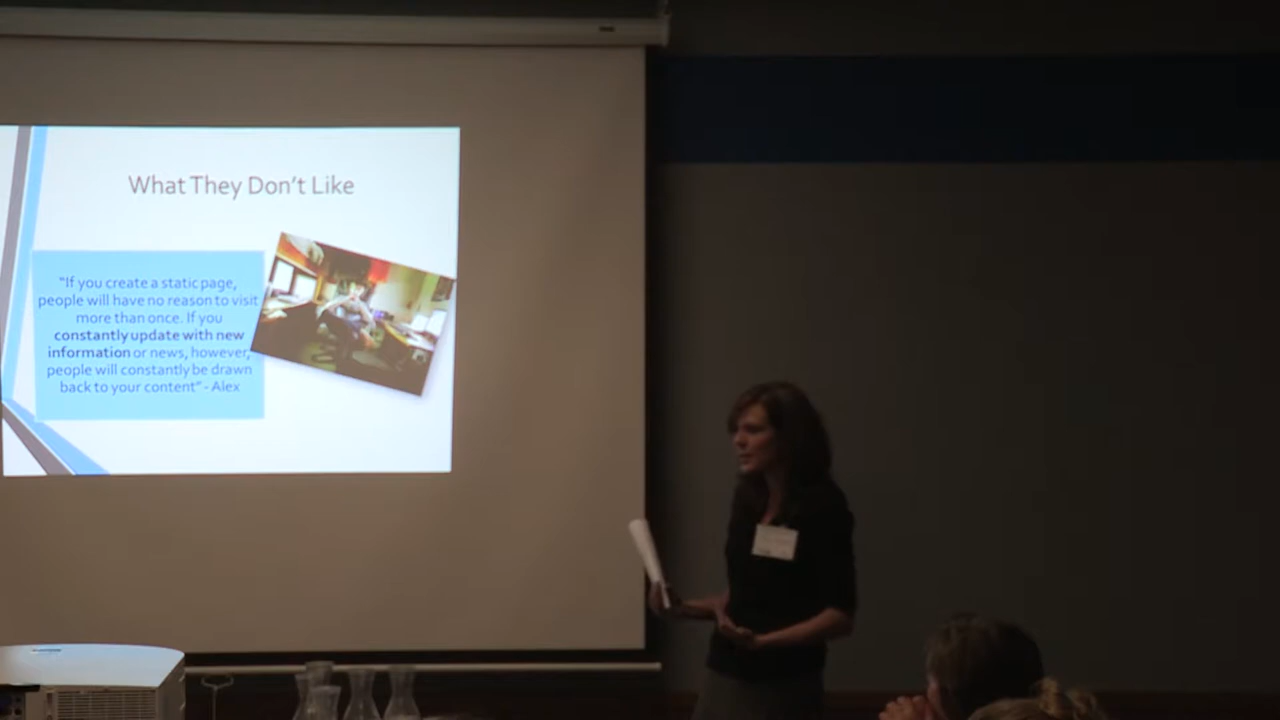 What They Don't Like
"If you create a static page,
people will have no reason to visit
more than once. If you
constantly update with new
information or news, however,
people will constantly be drawn
back to your content" - Alex